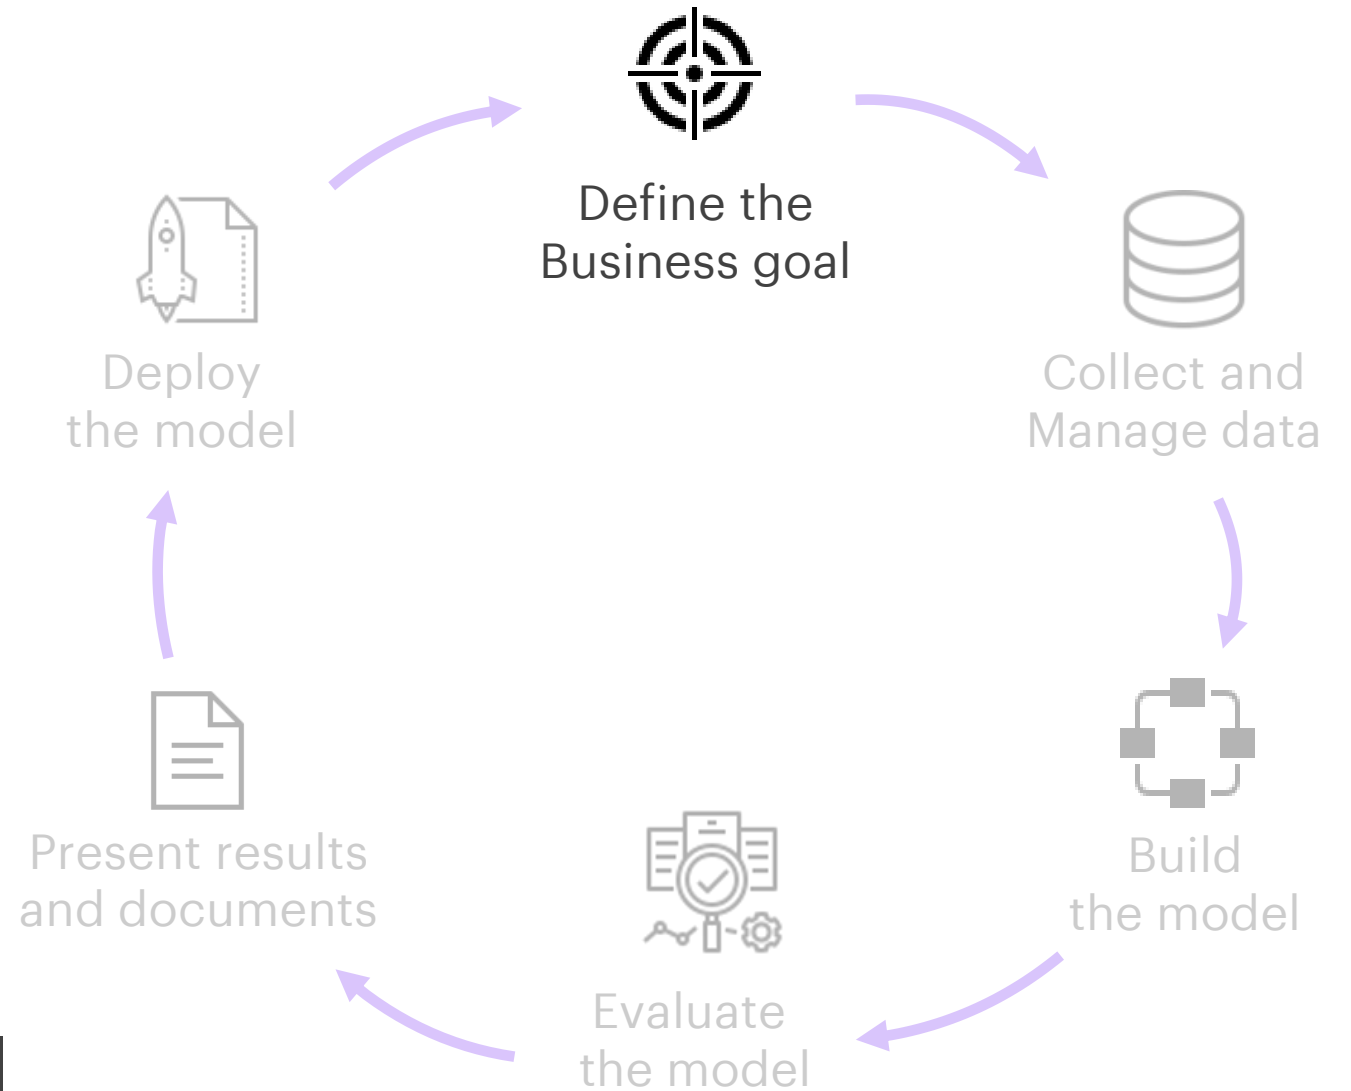 Define the
Business goal
Collect and
Manage data
Build
the model
Evaluate
the model
Present results
and documents
Deploy
the model